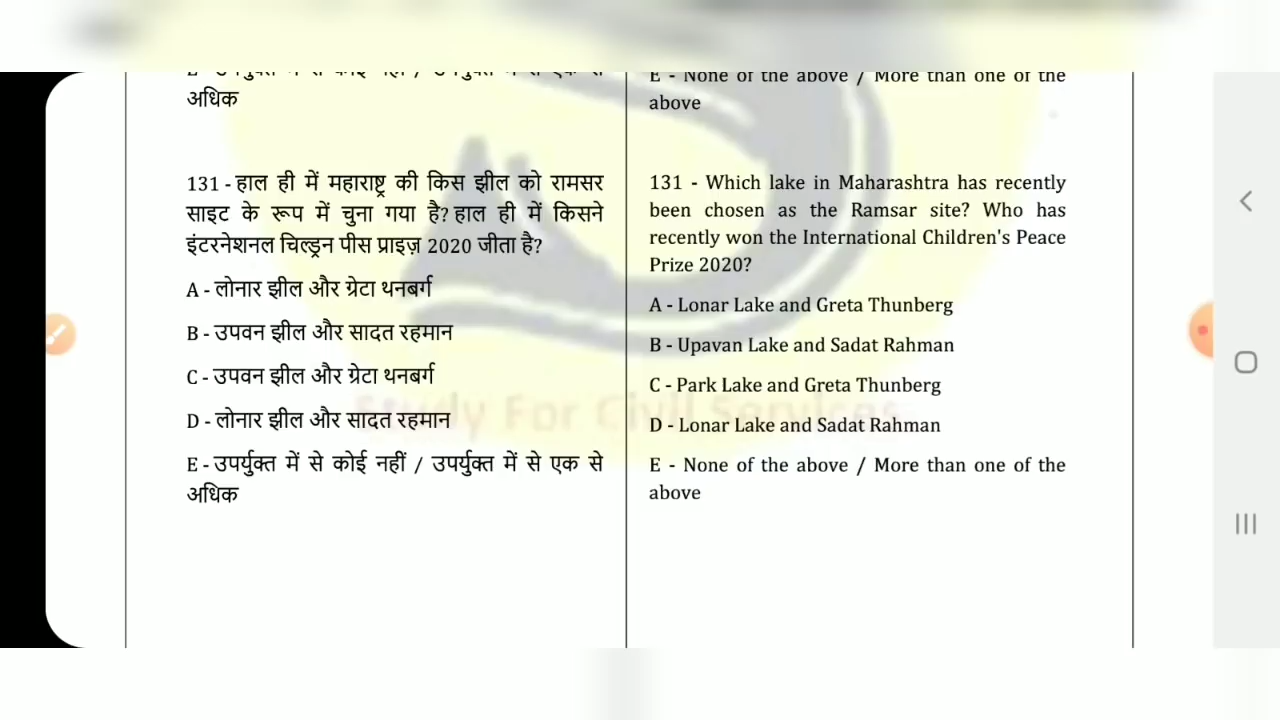 अधिक
131 - हाल ही में महाराष्ट्र की किस झील को रामसर
साइट के रूप में चुना गया है? हाल ही में किसने
इंटरनेशनल चिल्ड्रन पीस प्राइज़ 2020 जीता है?
A - लोनार झील और ग्रेटा थनबर्ग
B - उपवन झील और सादत रहमान
C - उपवन झील और ग्रेटा थनबर्ग
D - लोनार झील और सादत रहमान
E - उपर्युक्त में से कोई नहीं / उपर्युक्त में से एक से
अधिक
E - None of the above / More than one of the
above
131 - Which lake in Maharashtra has recently
been chosen as the Ramsar site? Who has
recently won the International Children's Peace
Prize 2020?
A - Lonar Lake and Greta Thunberg
B - Upavan Lake and Sadat Rahman
C - Park Lake and Greta Thunberg
D - Lonar Lake and Sadat Rahman
E - None of the above / More than one of the
above
Study For Civil Services